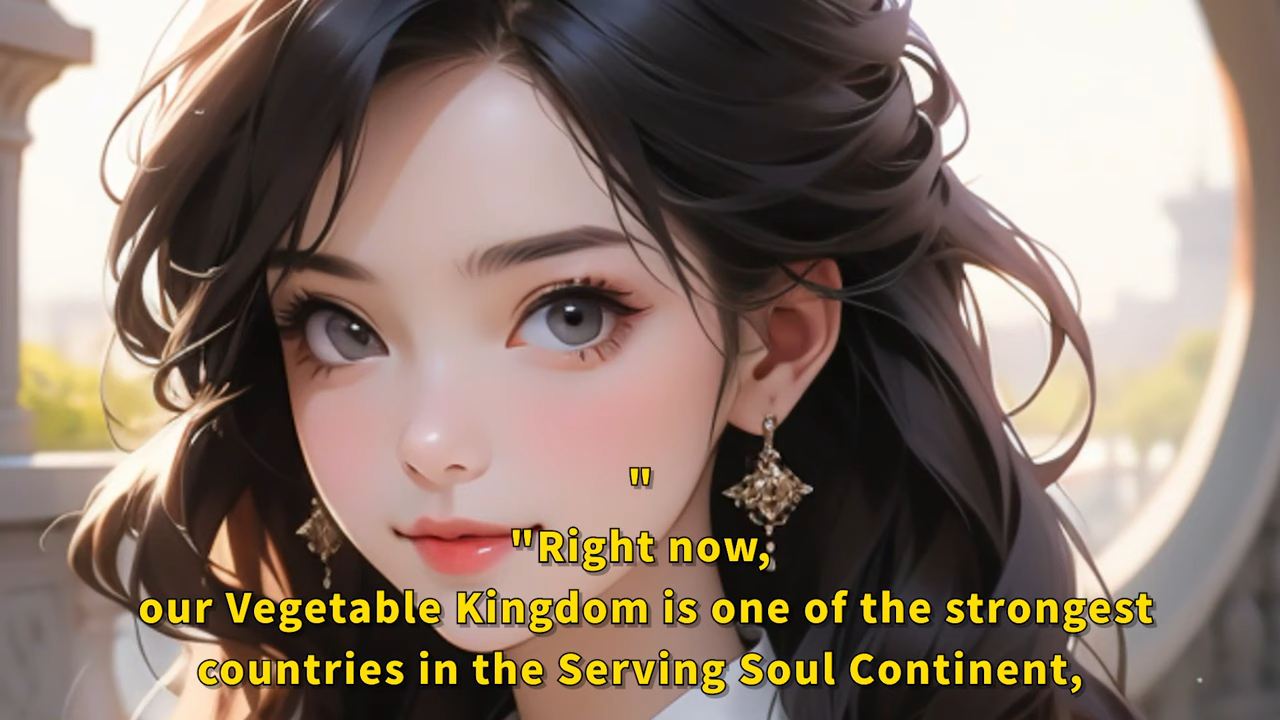 "
"Right now,
our Vegetable Kingdom is one of the strongest
countries in the Serving Soul Continent,